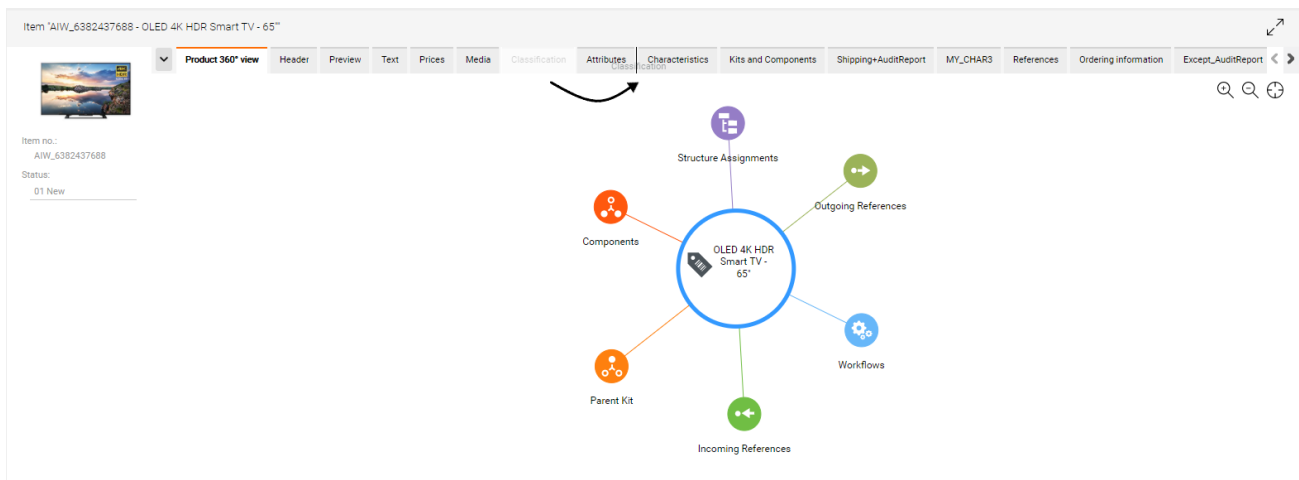 Item "AIW_6382437688 - OLED 4K HDR Smart TV - 65""
Product 360° view Header Preview Text Prices Media Classification Attributes Characteristics Kits and Components Shipping+AuditReport MY_CHAR3 References Ordering information Except_AuditReport
Classification
Item no.:
AIW_6382437688
Status:
01 New
Structure Assignments
Outgoing References
Components
OLED 4K HDR
Smart TV -
65"
Workflows
Parent Kit
Incoming References